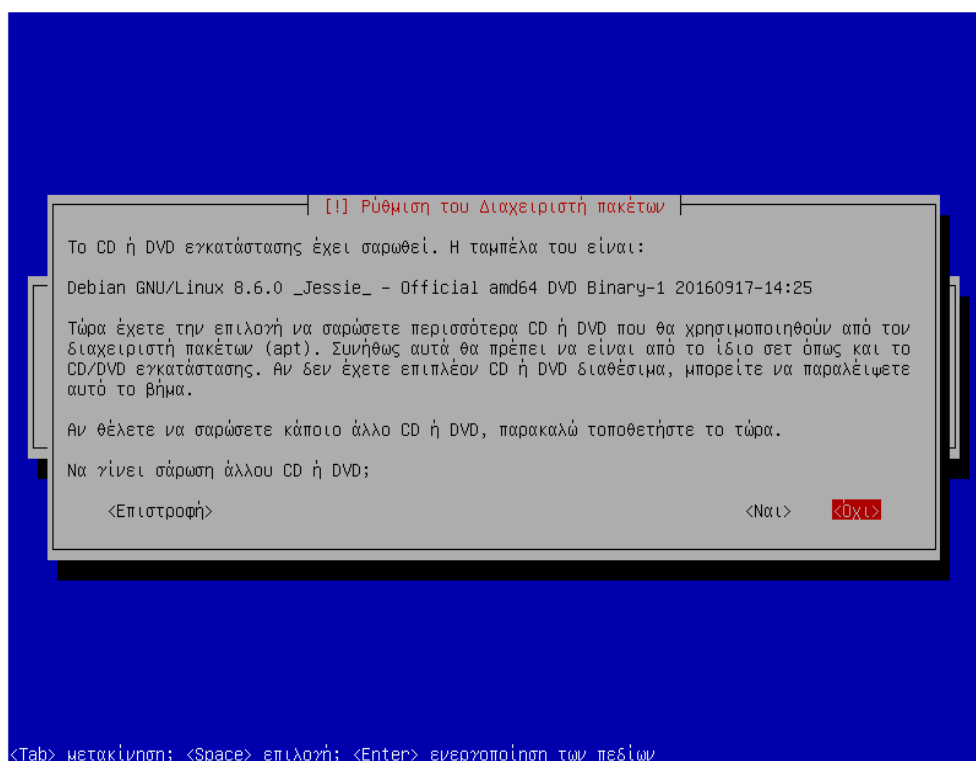 [!] Ρύθμιση του Διαχειριστή πακέτων
Το CD ή DVD εγκατάστασης έχει σαρωθεί. Η ταμπέλα του είναι:
Debian GNU/Linux 8.6.0 _Jessie_ - Official amd64 DVD Binary-1 20160917-14:25
Τώρα έχετε την επιλογή να σαρώσετε περισσότερα CD ή DVD που θα χρησιμοποιηθούν από τον
διαχειριστή πακέτων (apt). Συνήθως αυτά θα πρέπει να είναι από το ίδιο σετ όπως και το
CD/DVD εγκατάστασης. Αν δεν έχετε επιπλέον CD ή DVD διαθέσιμα, μπορείτε να παραλέιψετε
αυτό το βήμα.
Αν θέλετε να σαρώσετε κάποιο άλλο CD ή DVD, παρακαλώ τοποθετήστε το τώρα.
Να γίνει σάρωση άλλου CD ή DVD;
<Επιστροφή> <Ναι> <Όχι>
<Tab> μετακίνηση; <Space> επιλογή; <Enter> ενεργοποίηση των πεδίων